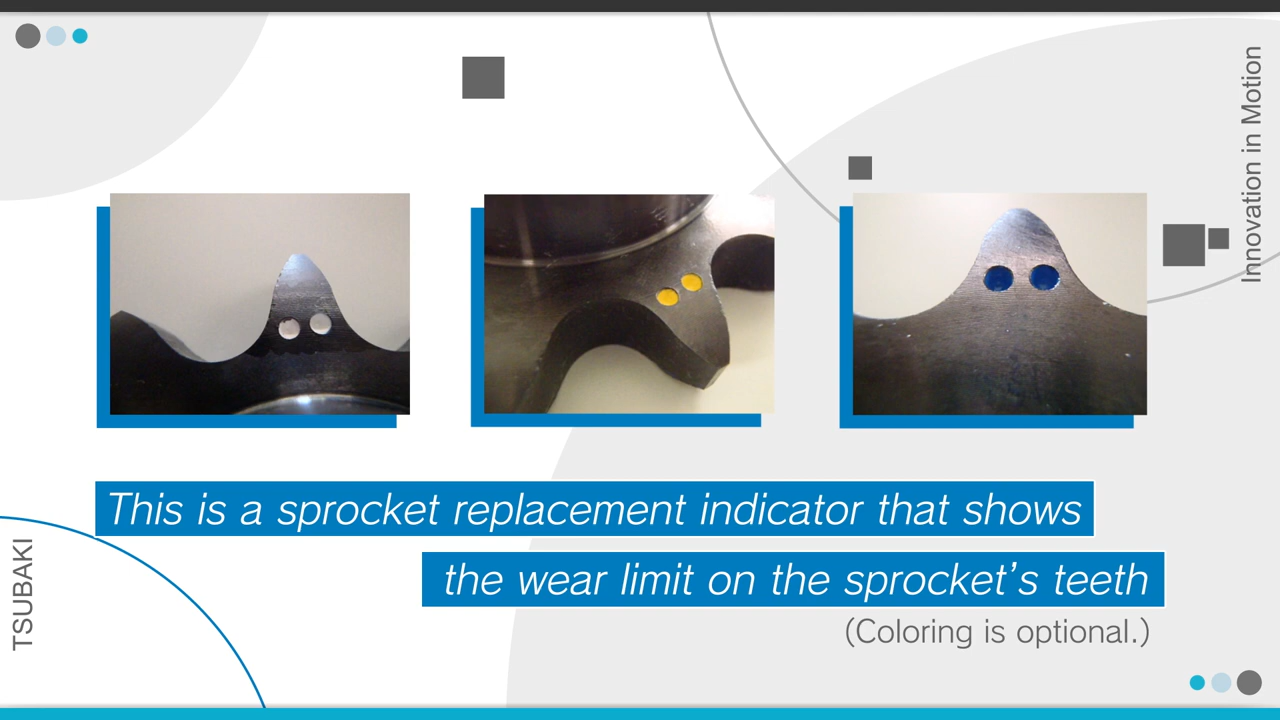 Innovation in Motion
This is a sprocket replacement indicator that shows
the wear limit on the sprocket’s teeth
(Coloring is optional.)
TSUBAKI